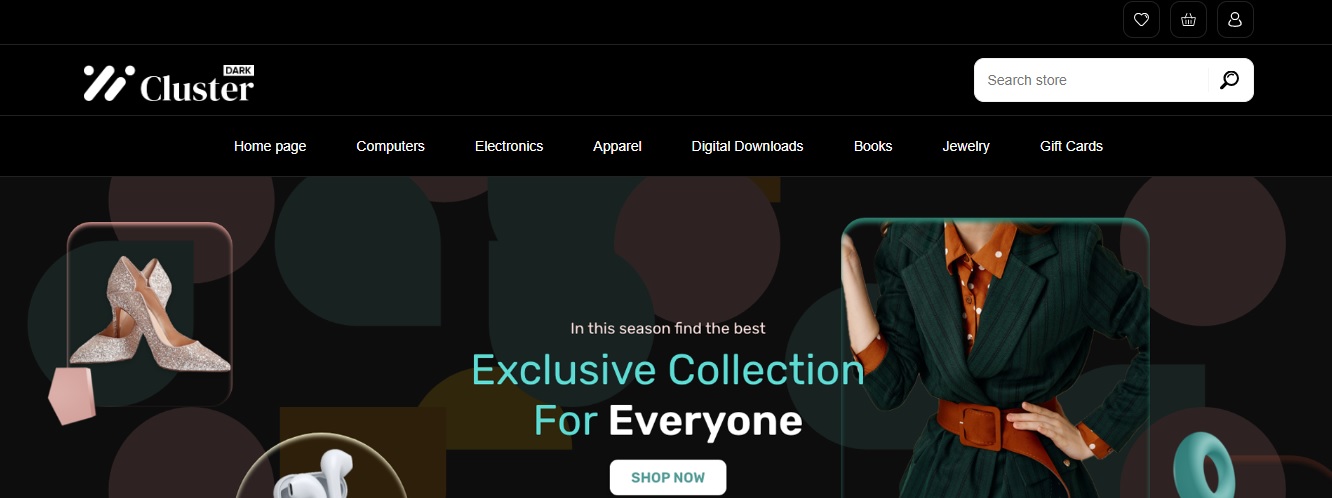 DARK
Cluster
Search store
Home page Computers Electronics Apparel Digital Downloads Books Jewelry Gift Cards
In this season find the best
Exclusive Collection
For Everyone
SHOP NOW